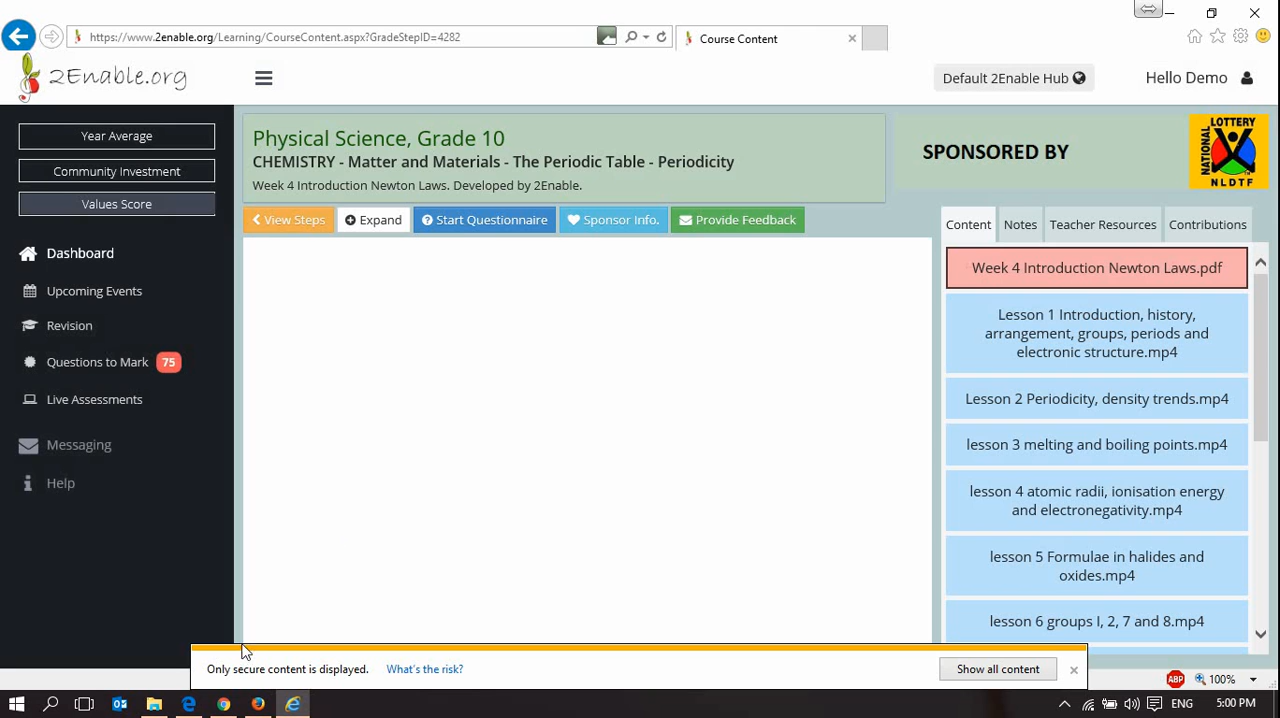 https://www.2enable.org/Learning/CourseContent.aspx?GradeStepID=4282
Course Content
2Enable.org
Default 2Enable Hub
Hello Demo
Year Average
Community Investment
Values Score
Dashboard
Upcoming Events
Revision
Questions to Mark 75
Live Assessments
Messaging
Help
Physical Science, Grade 10
CHEMISTRY - Matter and Materials - The Periodic Table - Periodicity
Week 4 Introduction Newton Laws. Developed by 2Enable.
SPONSORED BY
NATIONAL LOTTERY
NLDTF
View Steps
Expand
Start Questionnaire
Sponsor Info.
Provide Feedback
Content
Notes
Teacher Resources
Contributions
Week 4 Introduction Newton Laws.pdf
Lesson 1 Introduction, history,
arrangement, groups, periods and
electronic structure.mp4
Lesson 2 Periodicity, density trends.mp4
lesson 3 melting and boiling points.mp4
lesson 4 atomic radii, ionisation energy
and electronegativity.mp4
lesson 5 Formulae in halides and
oxides.mp4
lesson 6 groups I, 2, 7 and 8.mp4
Only secure content is displayed.
What's the risk?
Show all content
ABP
100%
ENG
5:00 PM